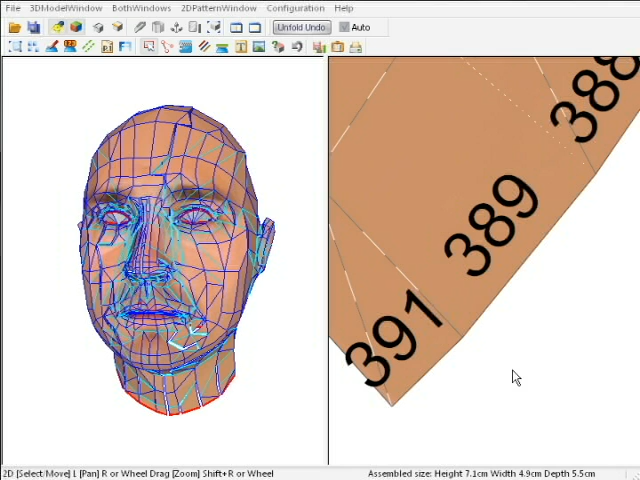 File 3DModelWindow BothWindows 2DPatternWindow Configuration Help
Unfold Undo Auto
388
389
391
2D [Select/Move] L [Pan] R or Wheel Drag [Zoom] Shift+R or Wheel
Assembled size: Height 7.1cm Width 4.9cm Depth 5.5cm